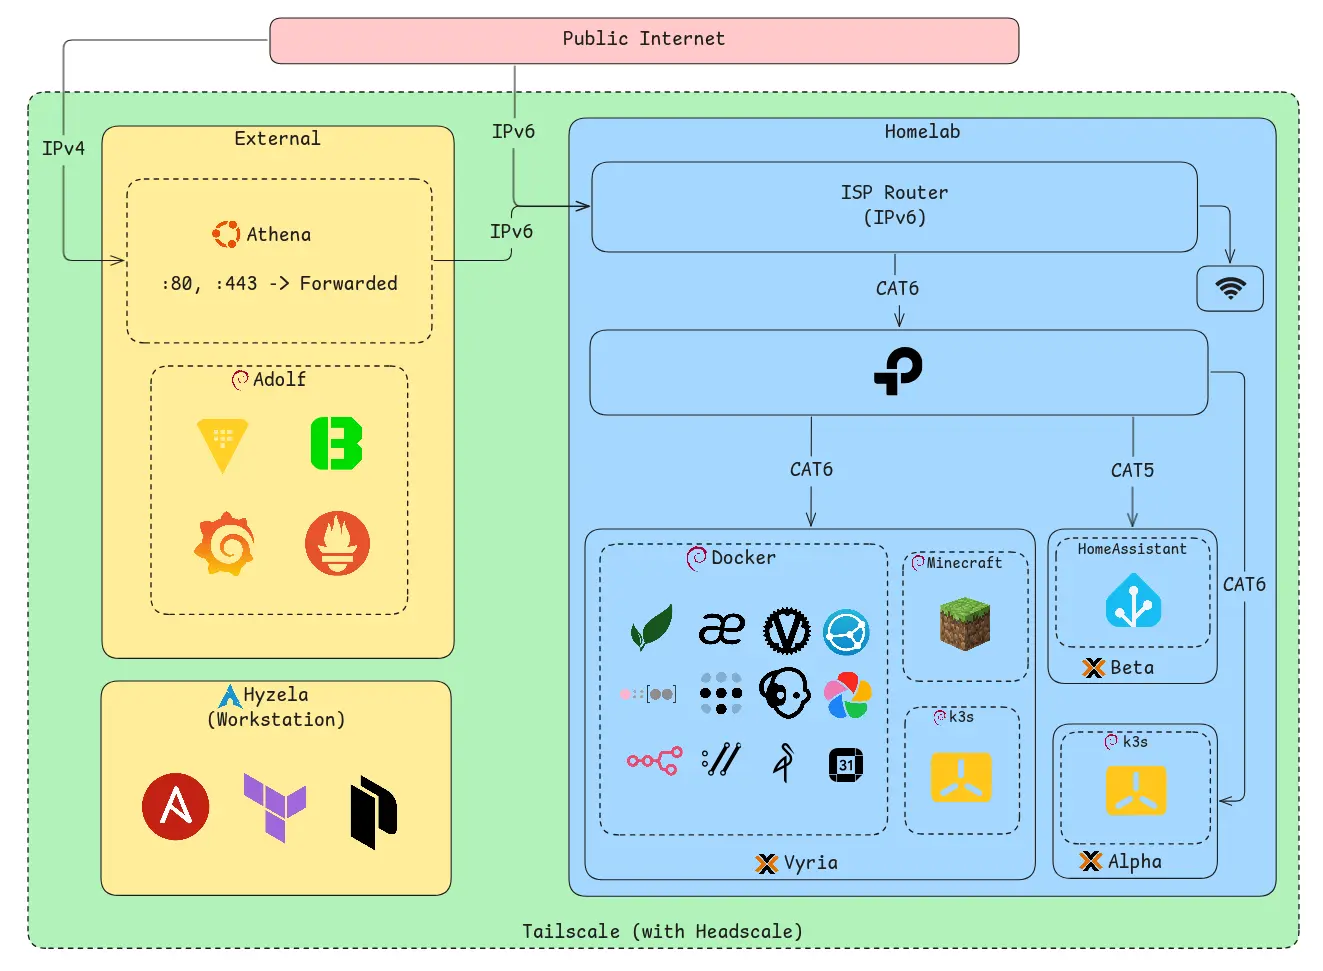 Public Internet
IPv4
IPv6
IPv6
External
Athena
:80, :443 -> Forwarded
Adolf
Hyzela
(Workstation)
Homelab
ISP Router
(IPv6)
CAT6
CAT6
CAT5
CAT6
Docker
31
Minecraft
k3s
Vyria
HomeAssistant
Beta
k3s
Alpha
Tailscale (with Headscale)